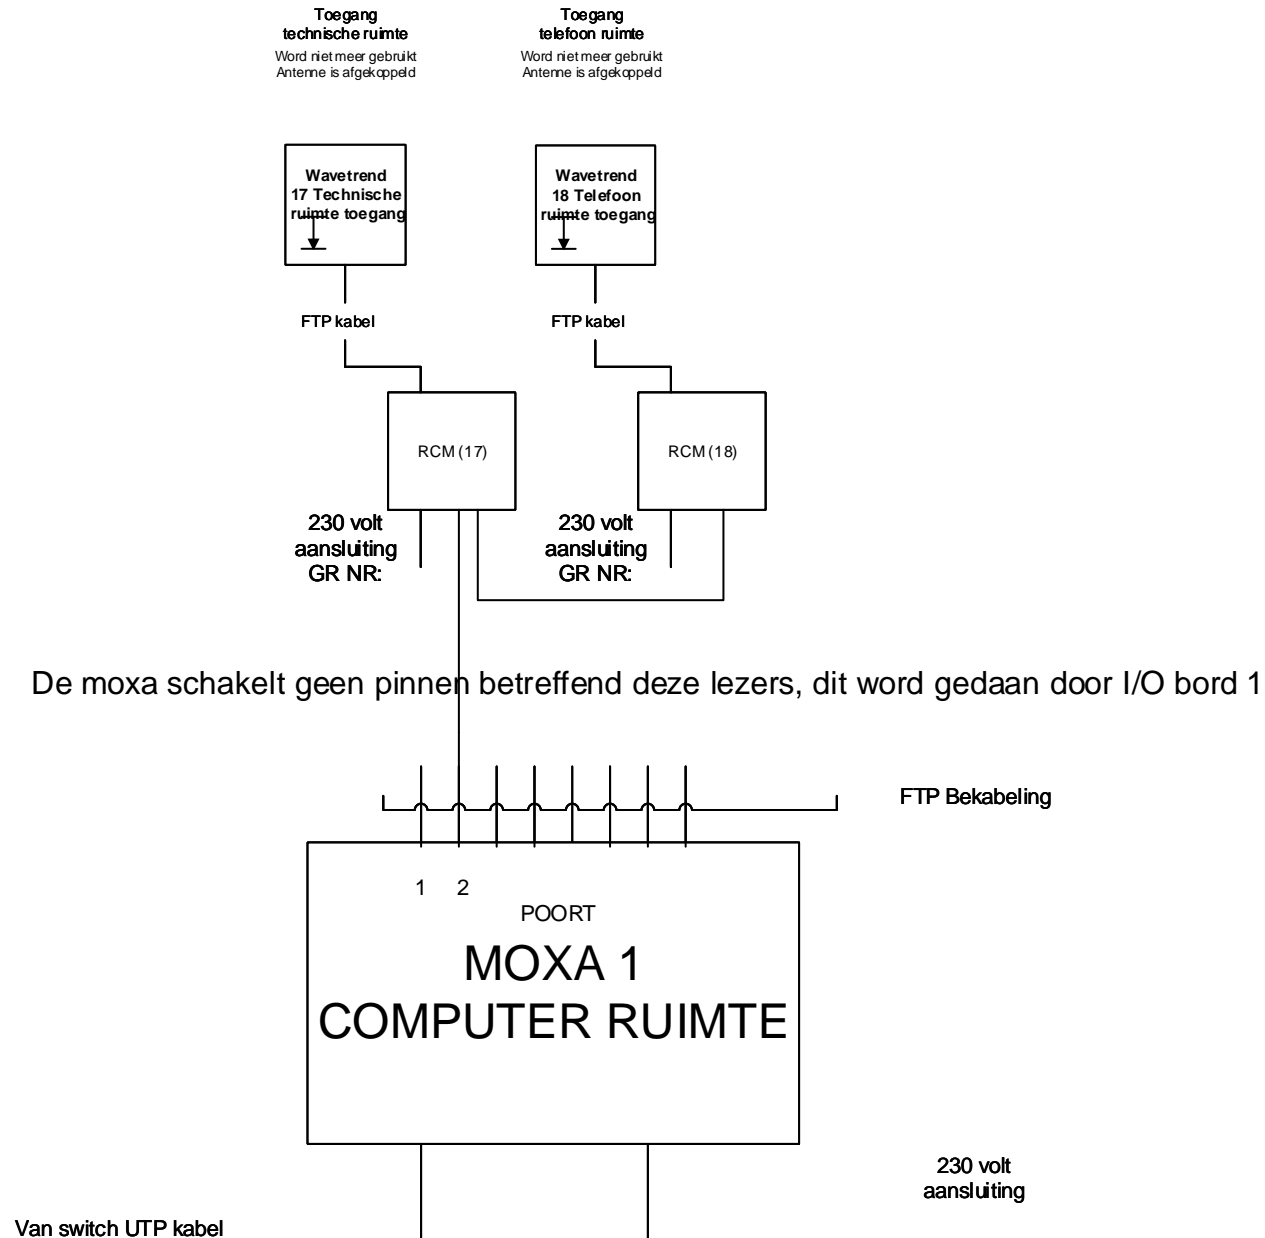 Toegang
technische ruimte
Word niet meer gebruikt
Antenne is afgekoppeld
Toegang
telefoon ruimte
Word niet meer gebruikt
Antenne is afgekoppeld
Wavetrend
17 Technische
ruimte toegang
Wavetrend
18 Telefoon
ruimte toegang
FTP kabel
FTP kabel
RCM (17)
RCM (18)
230 volt
aansluiting
GR NR:
230 volt
aansluiting
GR NR:
De moxa schakelt geen pinnen betreffend deze lezers, dit word gedaan door I/O bord 1
FTP Bekabeling
1 2
POORT
MOXA 1
COMPUTER RUIMTE
230 volt
aansluiting
Van switch UTP kabel